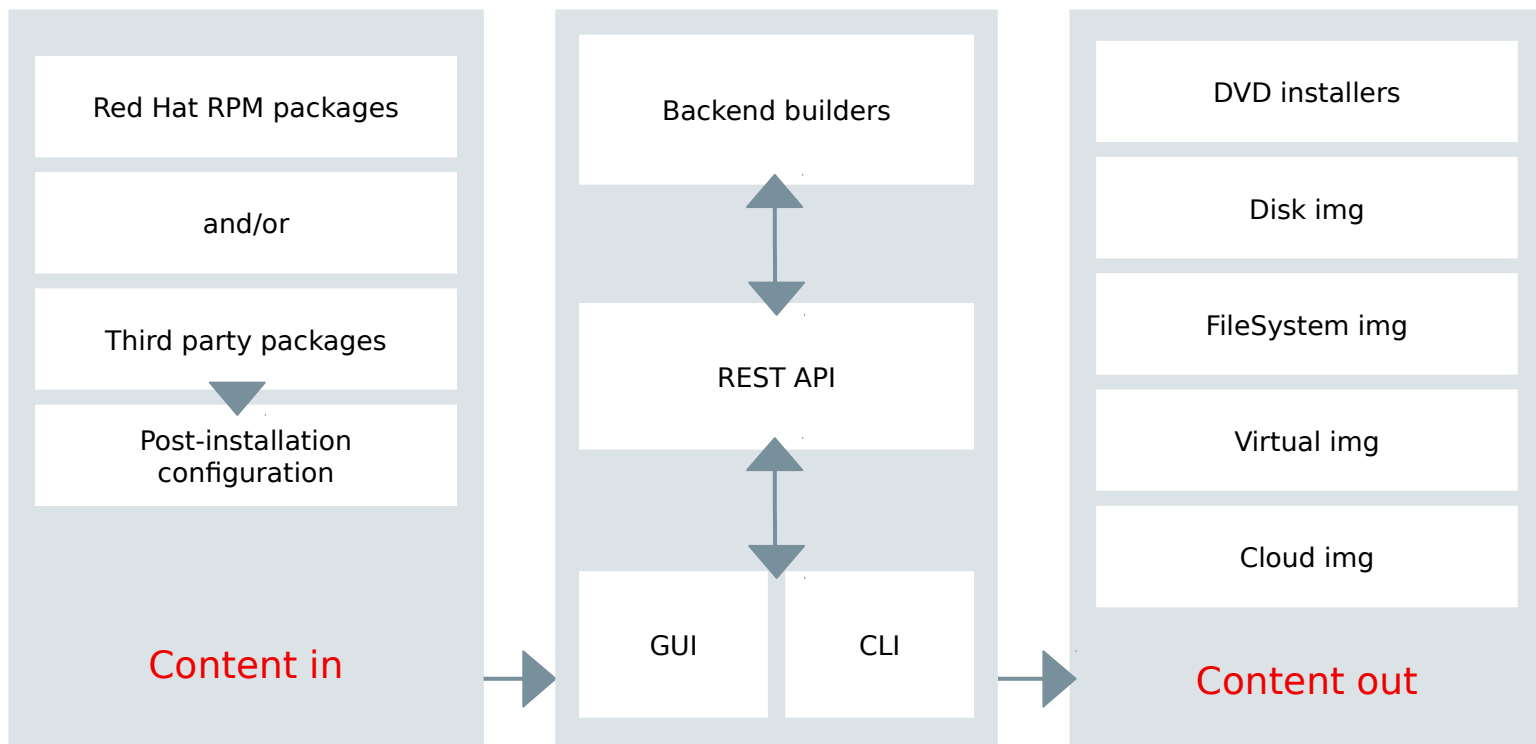 Red Hat RPM packages
and/or
Third party packages
Post-installation
configuration
Content in
Backend builders
REST API
GUI
CLI
DVD installers
Disk img
FileSystem img
Virtual img
Cloud img
Content out